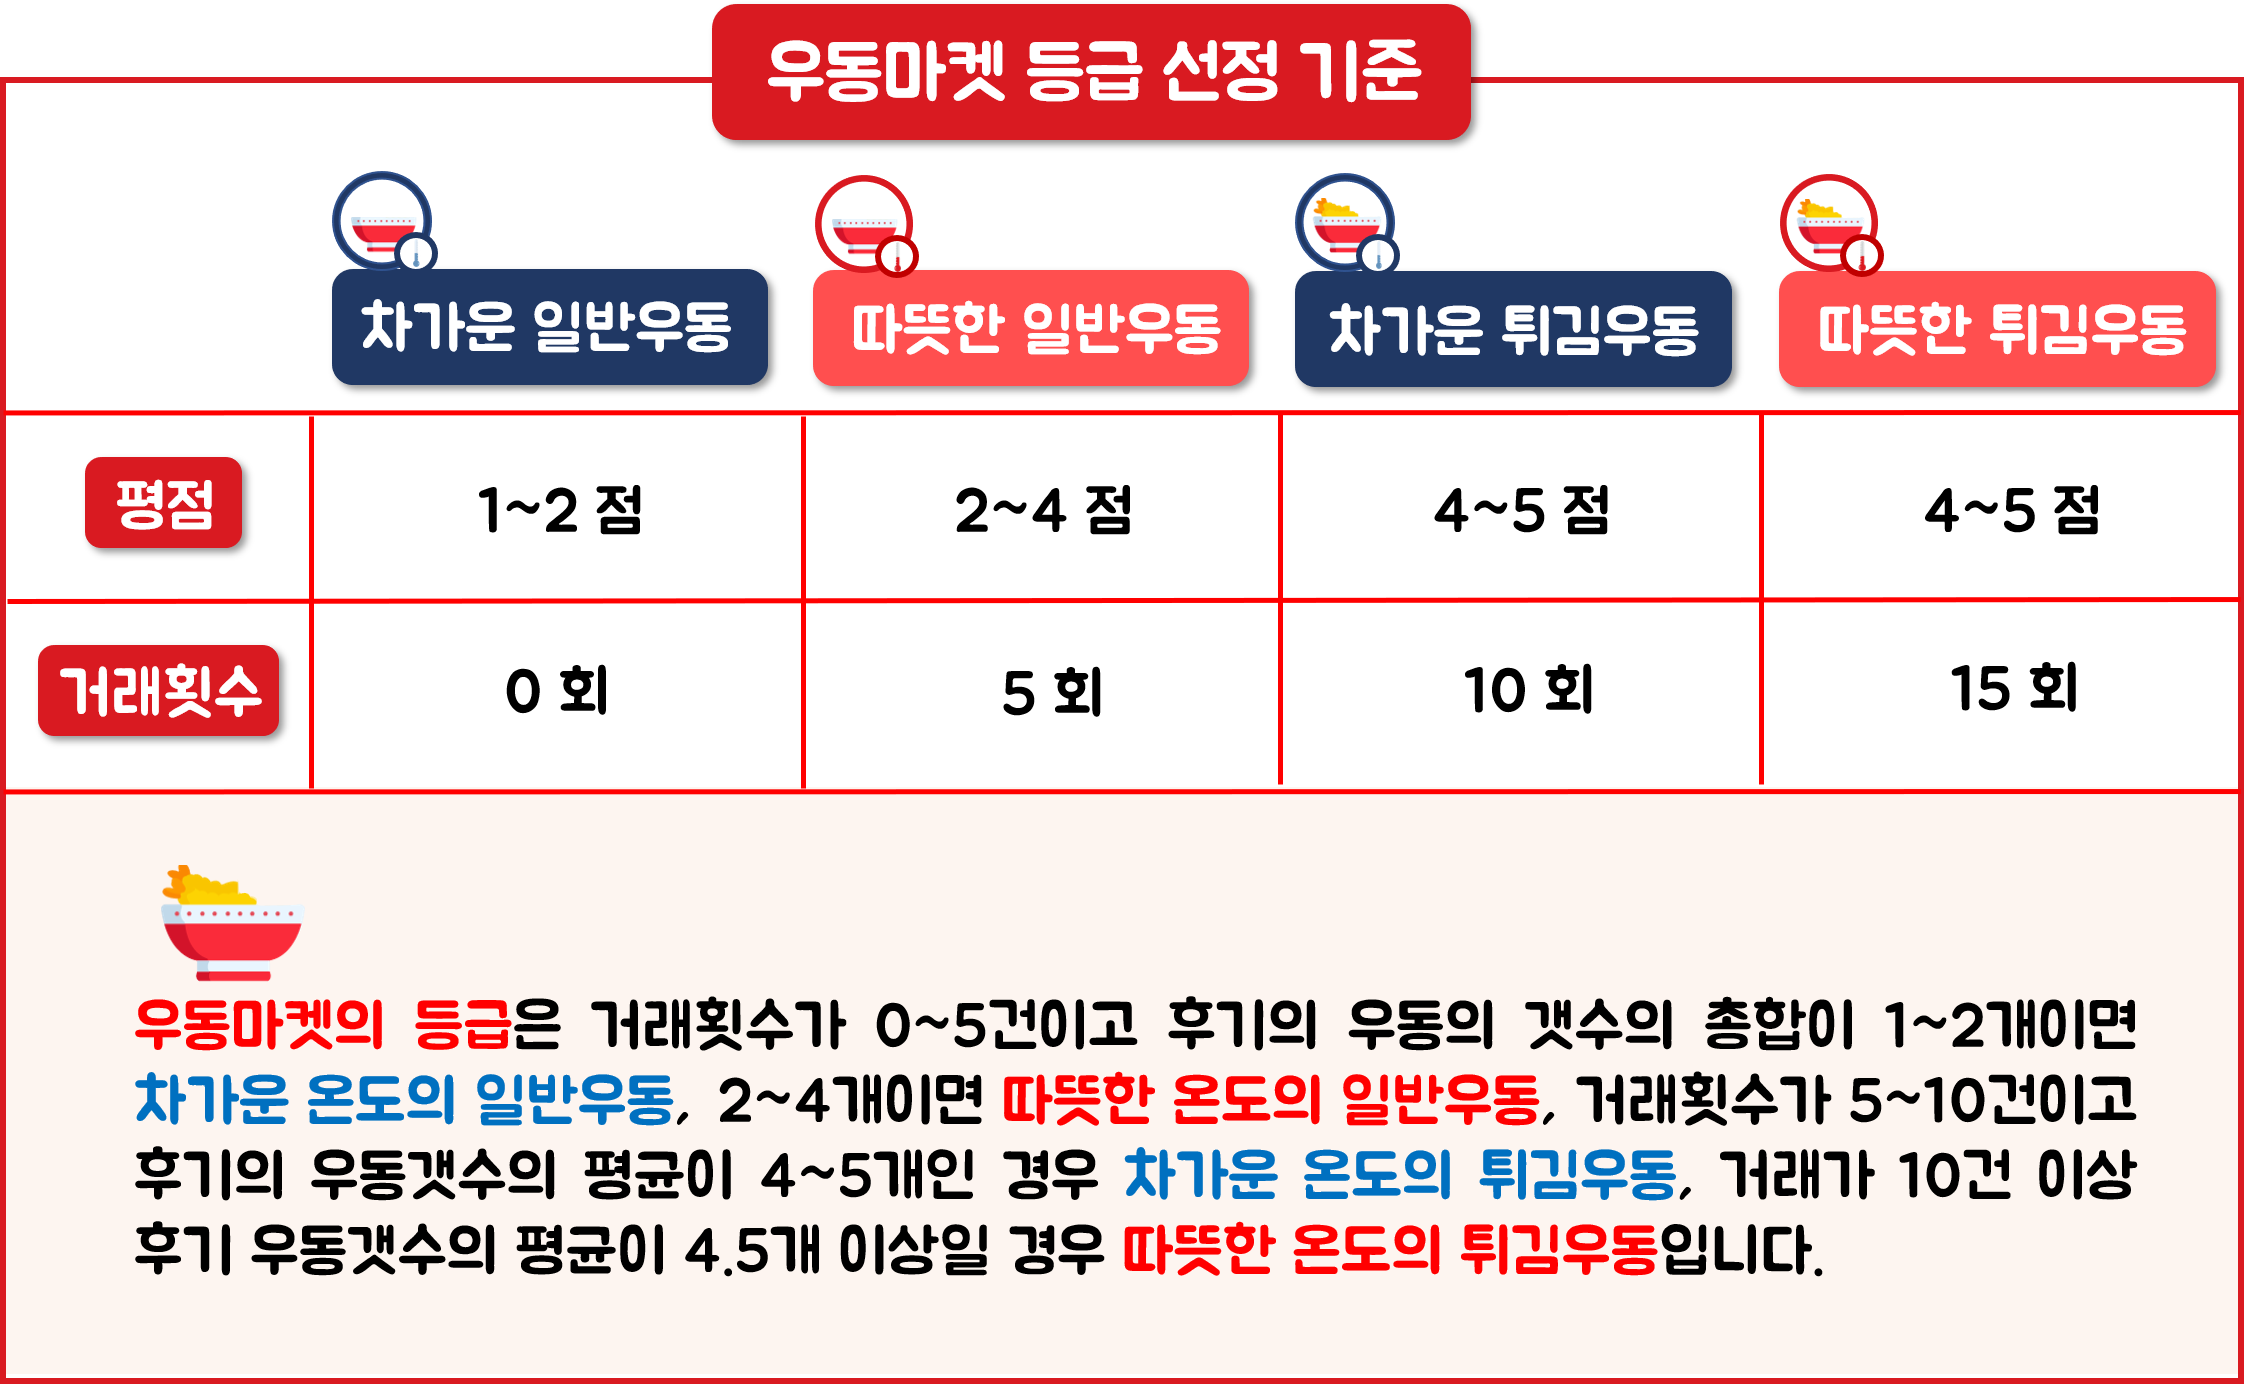 우동마켓 등급 선정 기준
차가운 일반우동 따뜻한 일반우동 차가운 튀김우동 따뜻한 튀김우동
평점 1~2 점 2~4 점 4~5 점 4~5 점
거래횟수 0 회 5 회 10 회 15 회
우동마켓의 등급은 거래횟수가 0~5건이고 후기의 우동의 갯수의 총합이 1~2개이면
차가운 온도의 일반우동, 2~4개이면 따뜻한 온도의 일반우동, 거래횟수가 5~10건이고
후기의 우동갯수의 평균이 4~5개인 경우 차가운 온도의 튀김우동, 거래가 10건 이상
후기 우동갯수의 평균이 4.5개 이상일 경우 따뜻한 온도의 튀김우동입니다.